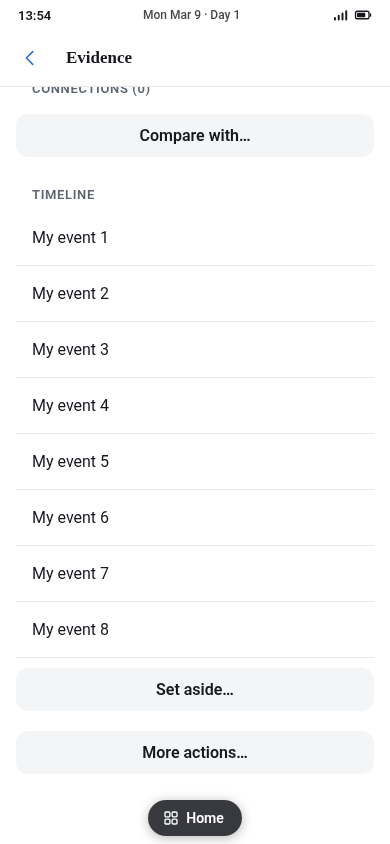 13:54
Mon Mar 9 · Day 1
Evidence
CONNECTIONS (0)
Compare with...
TIMELINE
My event 1
My event 2
My event 3
My event 4
My event 5
My event 6
My event 7
My event 8
Set aside...
More actions...
Home